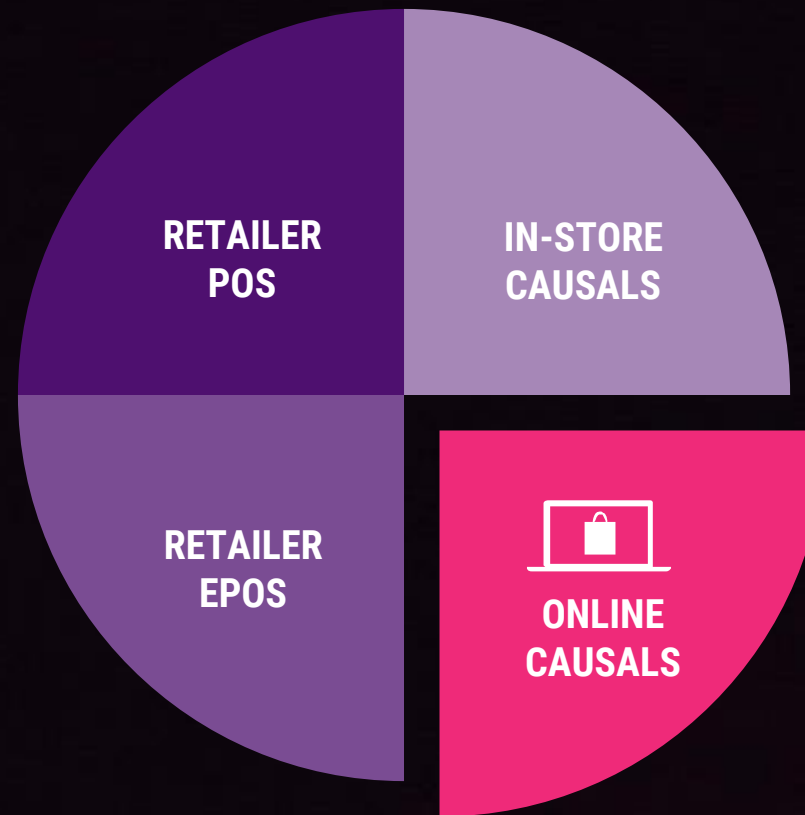 RETAILER
POS
IN-STORE
CAUSALS
RETAILER
EPOS
ONLINE
CAUSALS